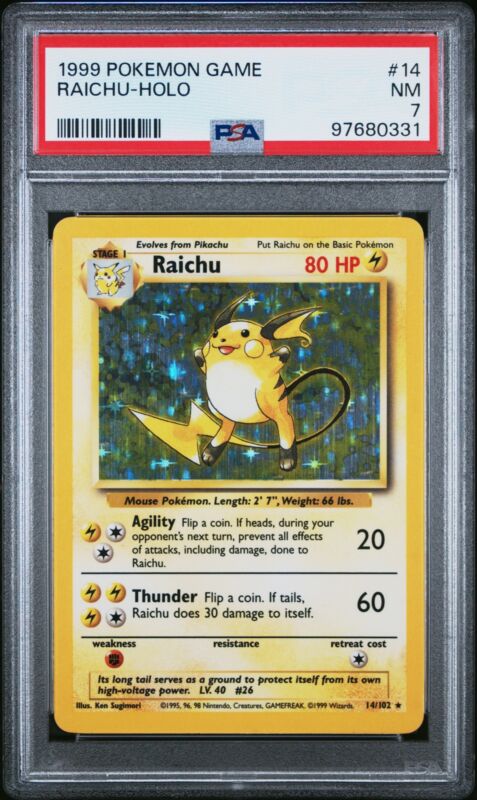 1999 POKEMON GAME #14
RAICHU-HOLO NM
7
PSA 97680331
Evolves from Pikachu Put Raichu on the Basic Pokémon
STAGE 1
Raichu 80 HP
Mouse Pokémon. Length: 2' 7", Weight: 66 lbs.
Agility Flip a coin. If heads, during your
opponent's next turn, prevent all effects
of attacks, including damage, done to
Raichu.
20
Thunder Flip a coin. If tails,
Raichu does 30 damage to itself.
60
weakness resistance retreat cost
Its long tail serves as a ground to protect itself from its own
high-voltage power. LV. 40 #26
Illus. Ken Sugimori ©1995, 96, 98 Nintendo, Creatures, GAMEFREAK. ©1999 Wizards. 14/102 ★
PSA